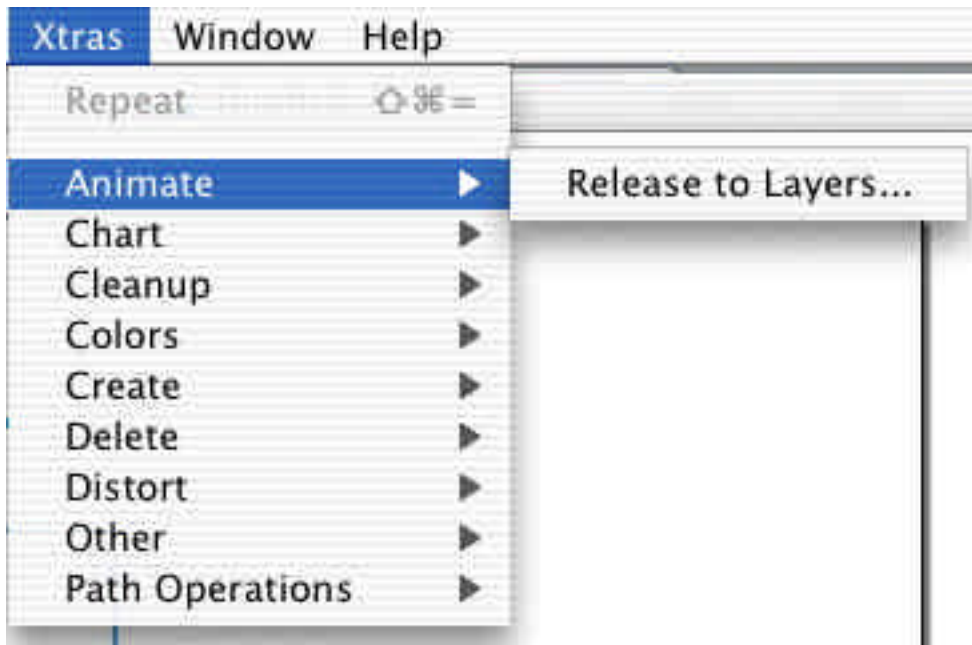 Xtras Window Help
Repeat ⇧⌘=
Animate Release to Layers...
Chart
Cleanup
Colors
Create
Delete
Distort
Other
Path Operations